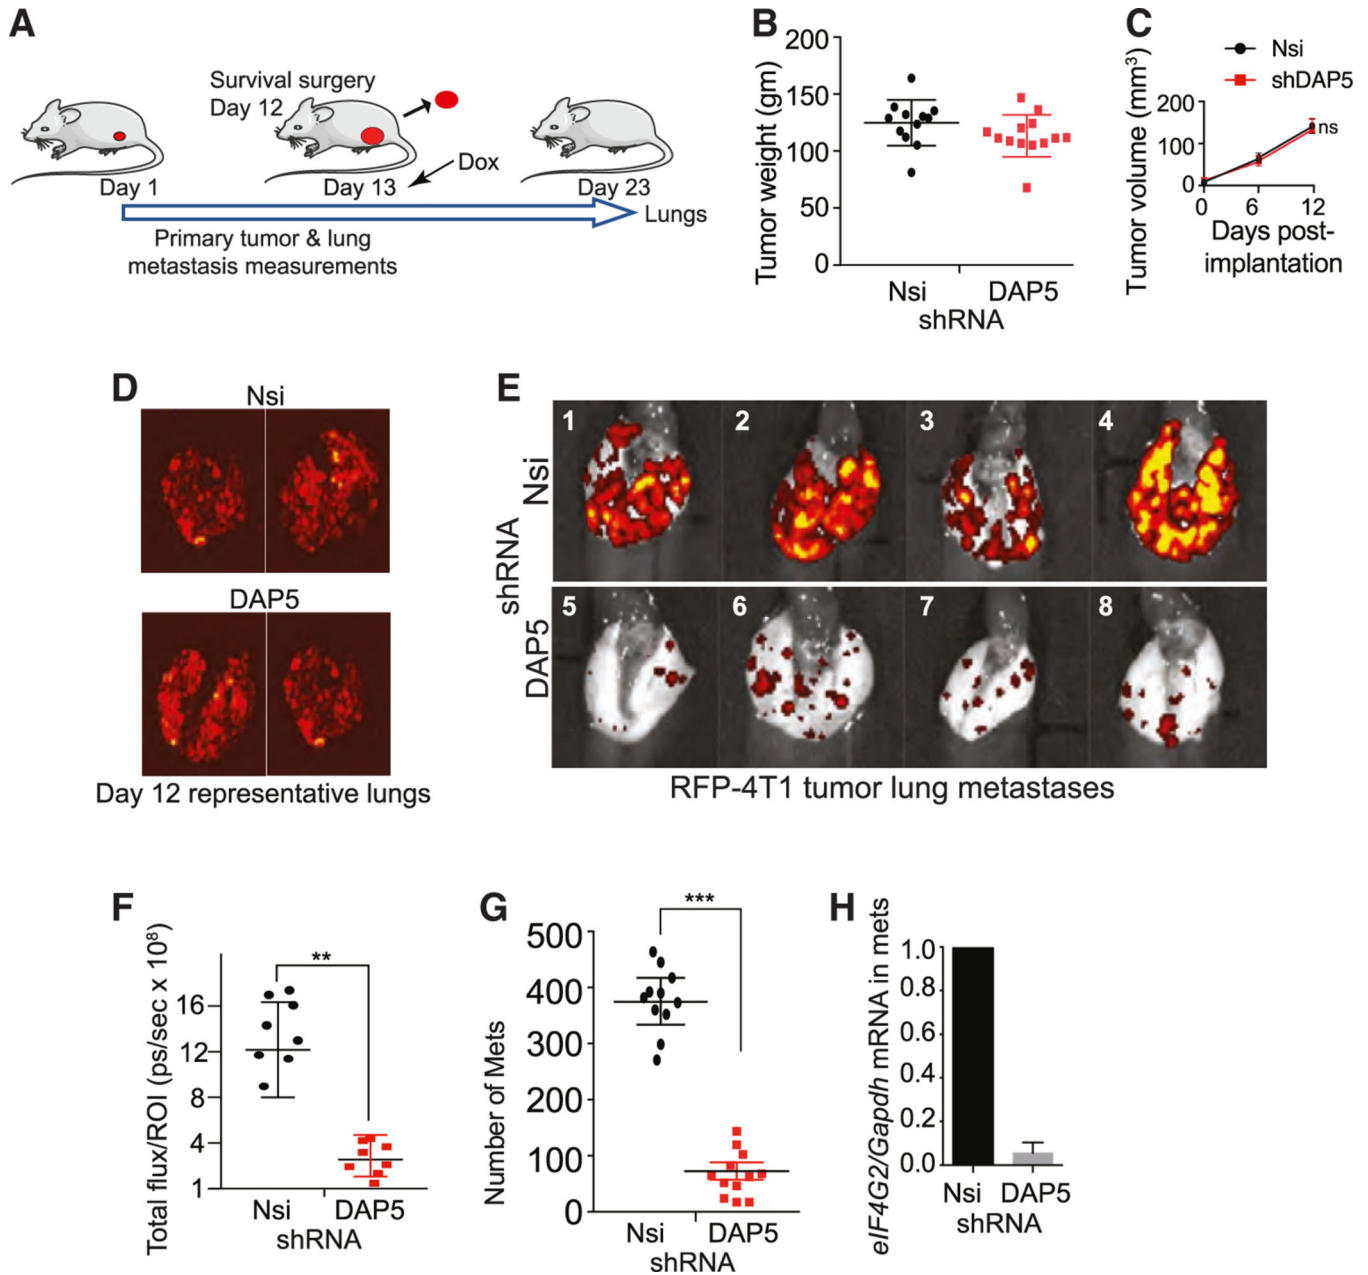 A
Survival surgery
Day 12
Dox
Day 1
Day 13
Day 23
Lungs
Primary tumor & lung
metastasis measurements
B
Tumor weight (gm)
200
150
100
50
0
Nsi
DAP5
shRNA
C
Nsi
shDAP5
Tumor volume (mm³)
200
100
0
ns
0
6
12
Days post-
implantation
D
Nsi
DAP5
Day 12 representative lungs
E
shRNA
Nsi
DAP5
1
2
3
4
5
6
7
8
RFP-4T1 tumor lung metastases
F
Total flux/ROI (ps/sec x 10⁸)
16
12
8
4
1
**
Nsi
DAP5
shRNA
G
Number of Mets
500
400
300
200
100
0
***
Nsi
DAP5
shRNA
H
eIF4G2/Gapdh mRNA in mets
1.0
0.8
0.6
0.4
0.2
0.0
Nsi
DAP5
shRNA